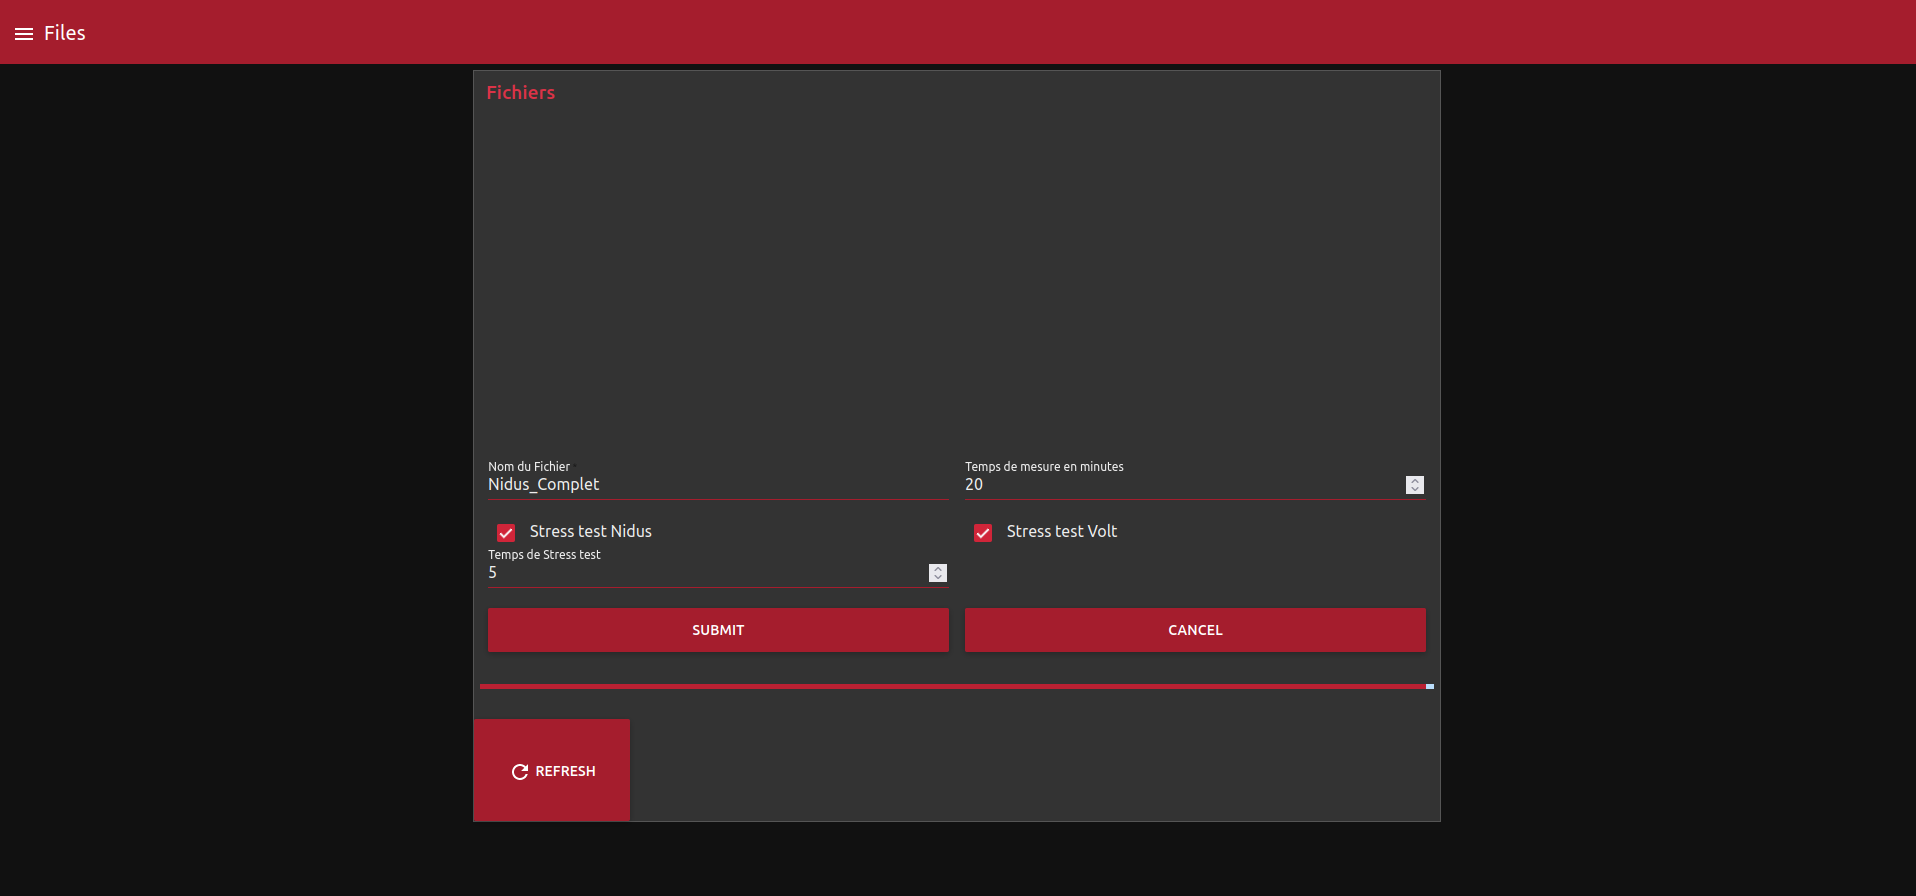 Files
Fichiers
Nom du Fichier *
Temps de mesure en minutes
Nidus_Complet
20
Stress test Nidus
Stress test Volt
Temps de Stress test
5
SUBMIT
CANCEL
REFRESH